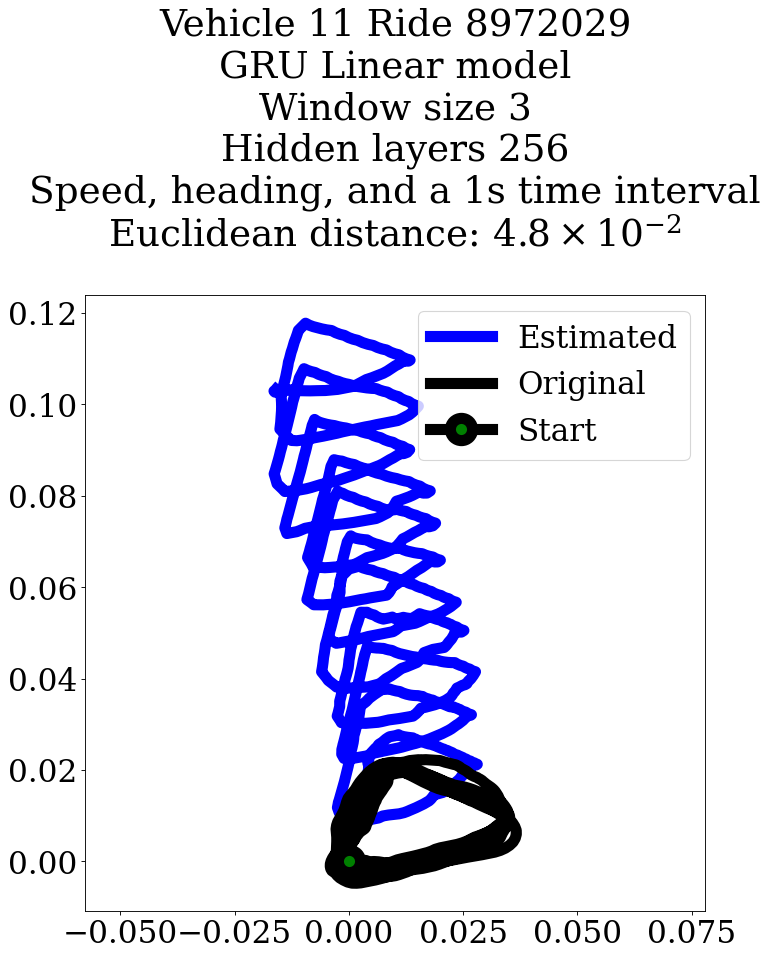 Vehicle 11 Ride 8972029
GRU Linear model
Window size 3
Hidden layers 256
Speed, heading, and a 1s time interval
Euclidean distance: 4.8 × 10⁻²
0.12
0.10
0.08
0.06
0.04
0.02
0.00
Estimated
Original
Start
−0.050 −0.025 0.000 0.025 0.050 0.075